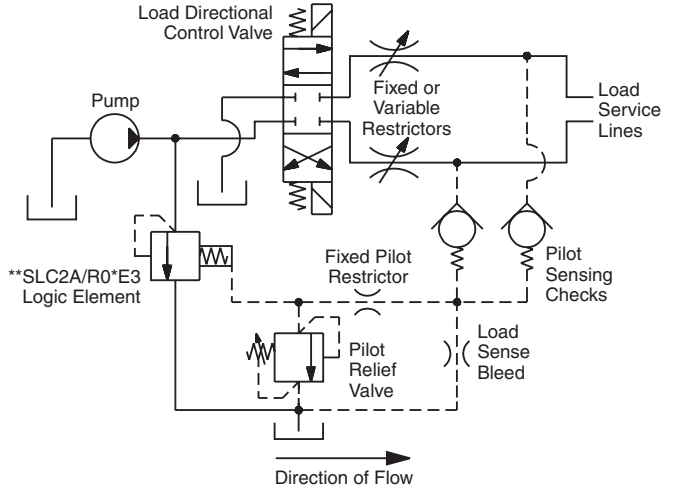 Load Directional
Control Valve
Pump
Fixed or
Variable
Restrictors
Load
Service
Lines
**SLC2A/R0*E3
Logic Element
Fixed Pilot
Restrictor
Pilot
Sensing
Checks
Pilot
Relief
Valve
Load
Sense
Bleed
Direction of Flow